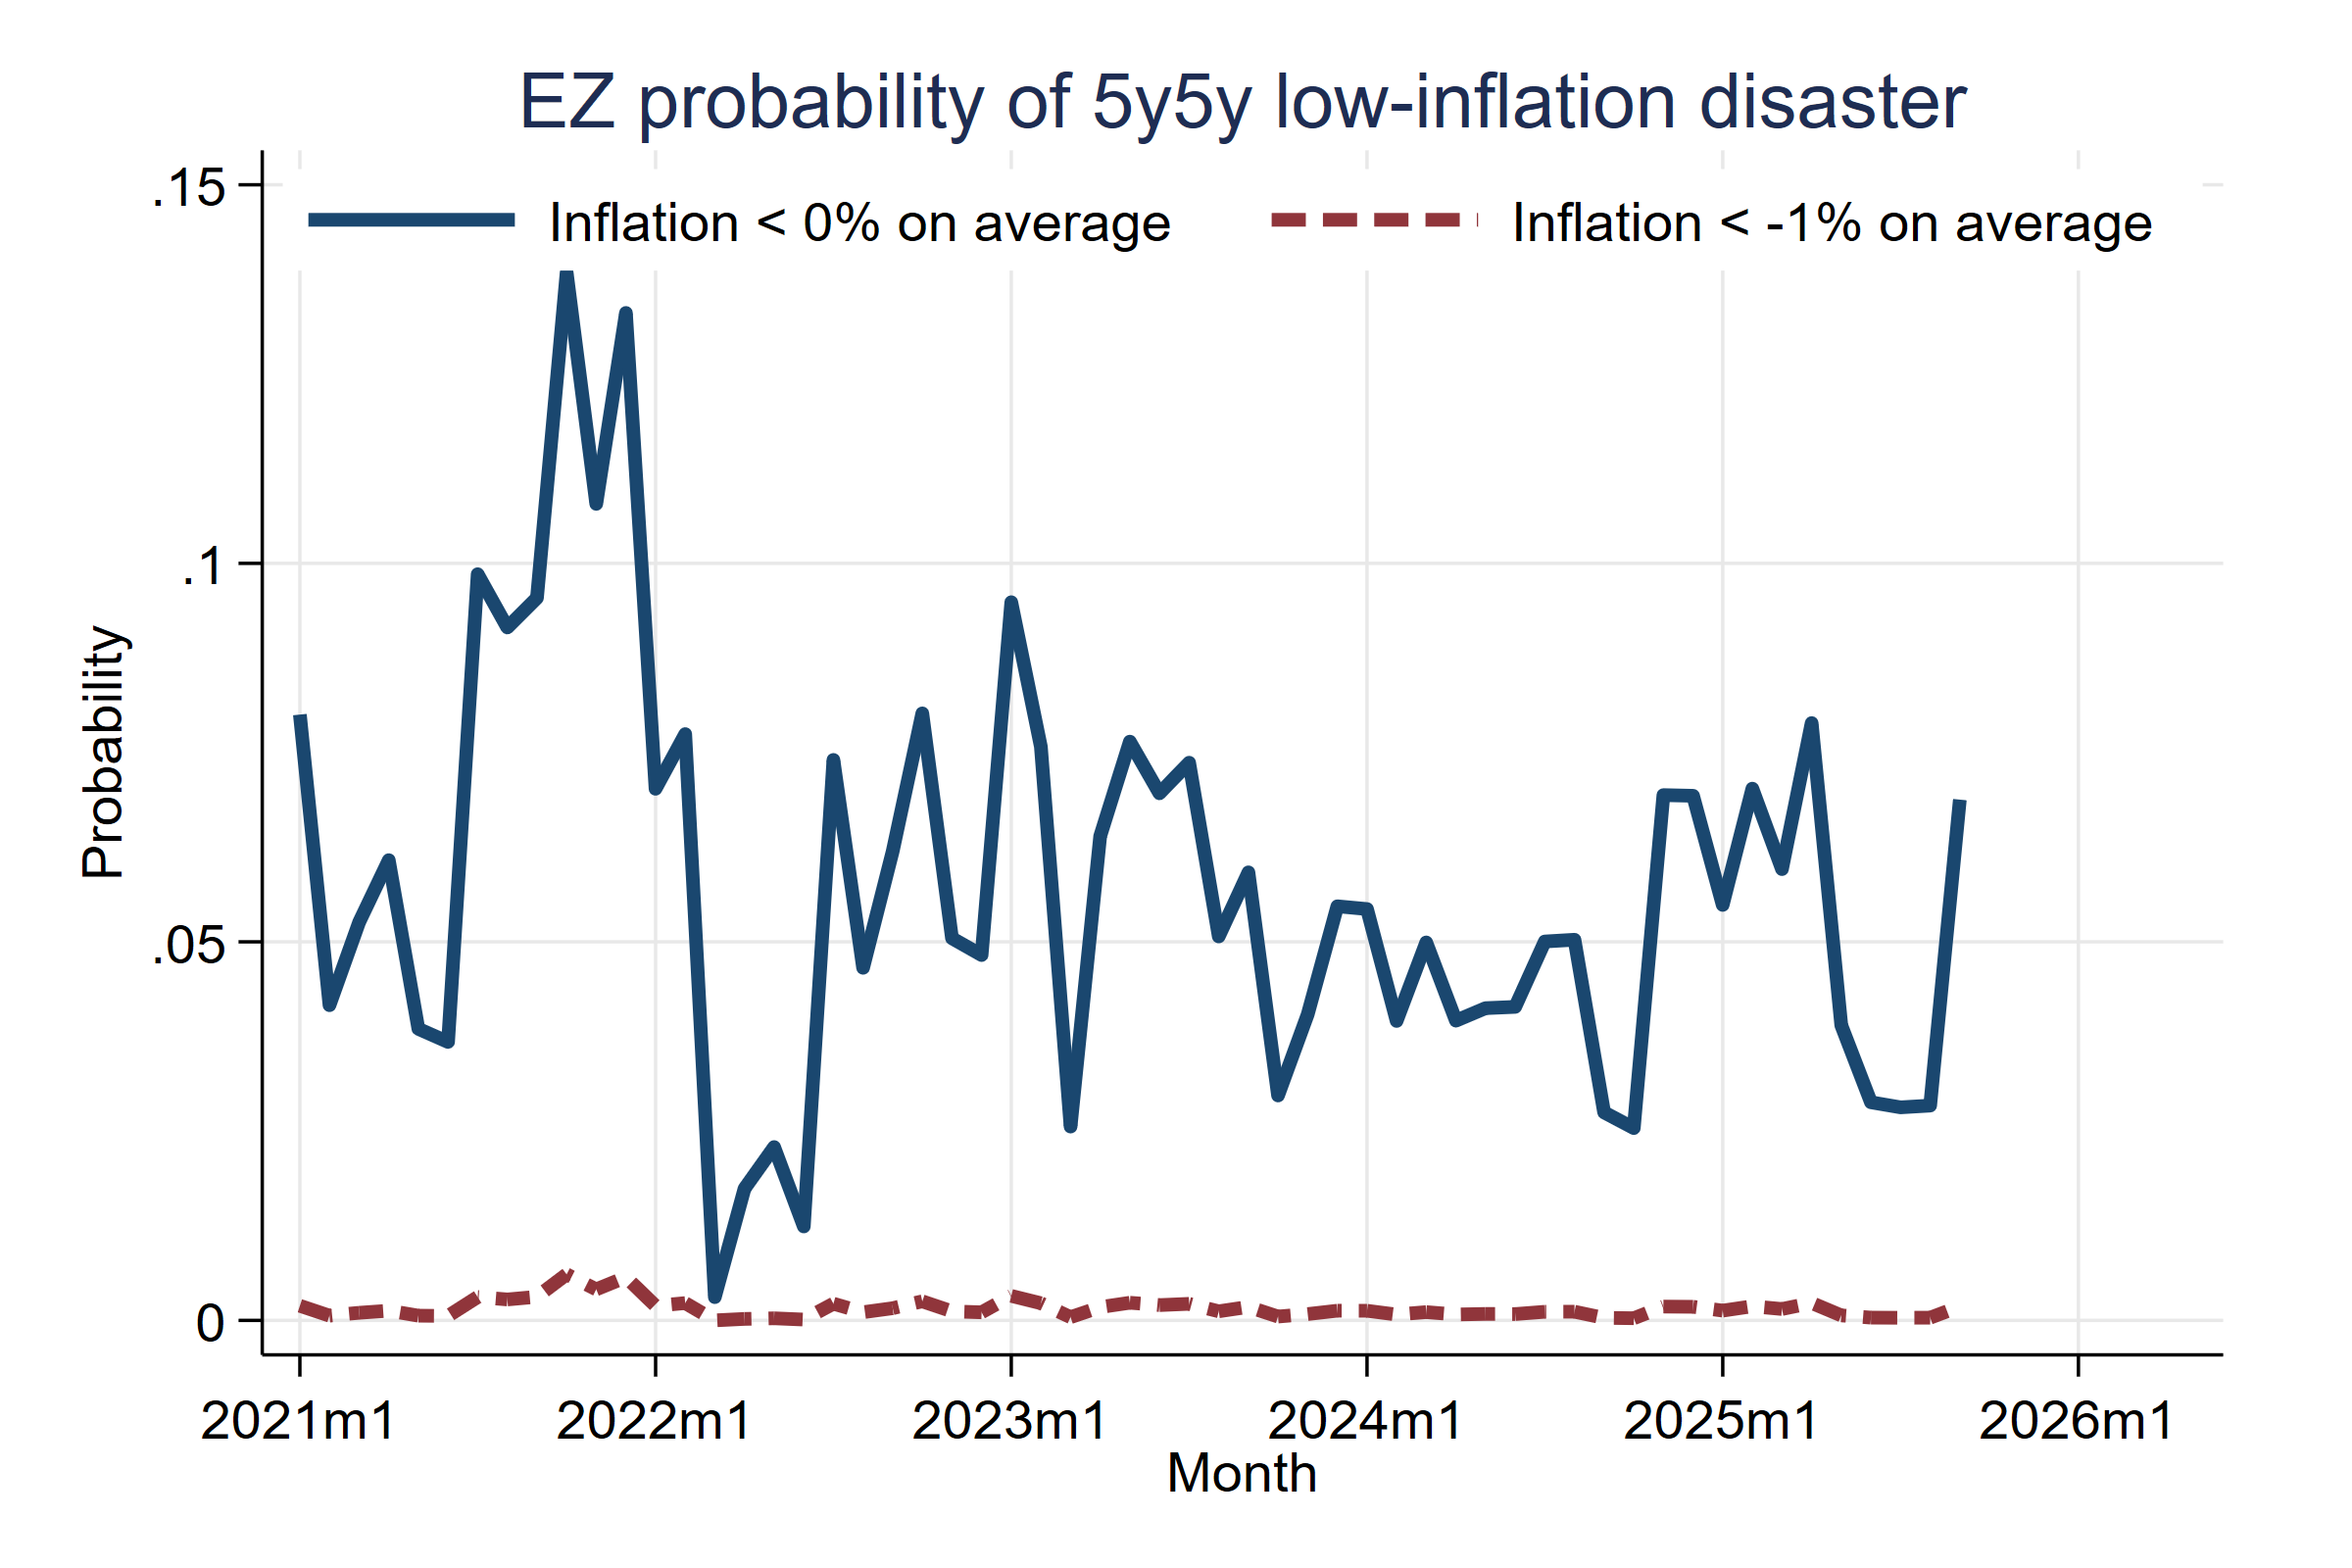 EZ probability of 5y5y low-inflation disaster
Inflation < 0% on average
Inflation < -1% on average
.15
.1
.05
0
Probability
2021m1
2022m1
2023m1
2024m1
2025m1
2026m1
Month